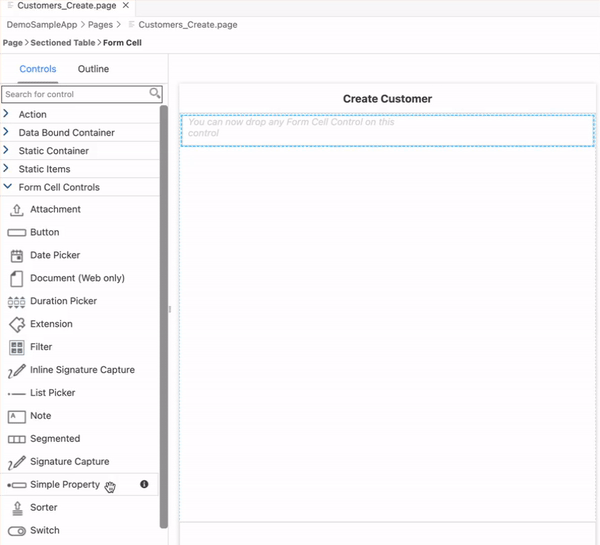 Customers_Create.page ×
DemoSampleApp > Pages > Customers_Create.page
Page > Sectioned Table > Form Cell
Controls Outline
Search for control
Create Customer
You can now drop any Form Cell Control on this
control
Action
Data Bound Container
Static Container
Static Items
Form Cell Controls
Attachment
Button
Date Picker
Document (Web only)
Duration Picker
Extension
Filter
Inline Signature Capture
List Picker
Note
Segmented
Signature Capture
Simple Property
Sorter
Switch